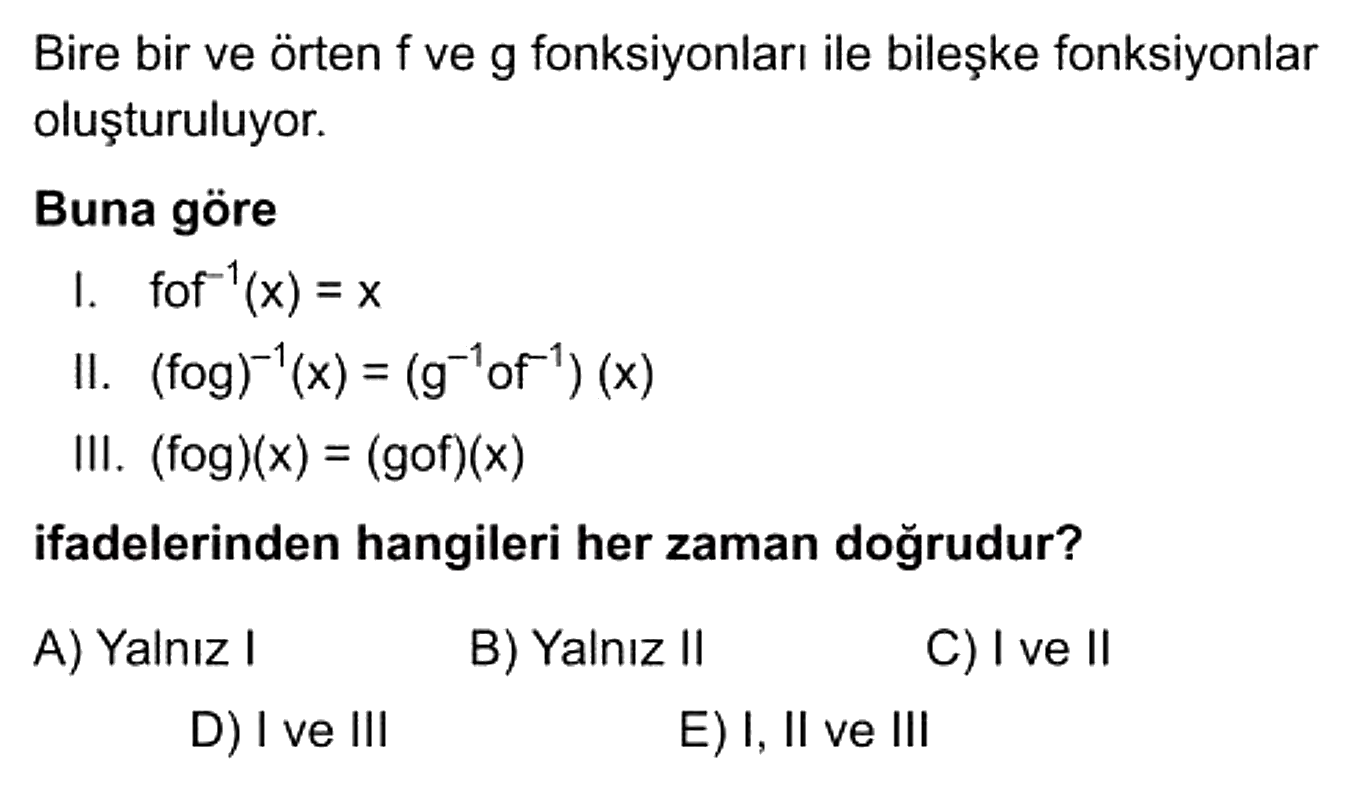 Bire bir ve örten f ve g fonksiyonları ile bileşke fonksiyonlar
oluşturuluyor.
Buna göre
I. fof⁻¹(x) = x
II. (fog)⁻¹(x) = (g⁻¹of⁻¹) (x)
III. (fog)(x) = (gof)(x)
ifadelerinden hangileri her zaman doğrudur?
A) Yalnız I B) Yalnız II C) I ve II
D) I ve III E) I, II ve III